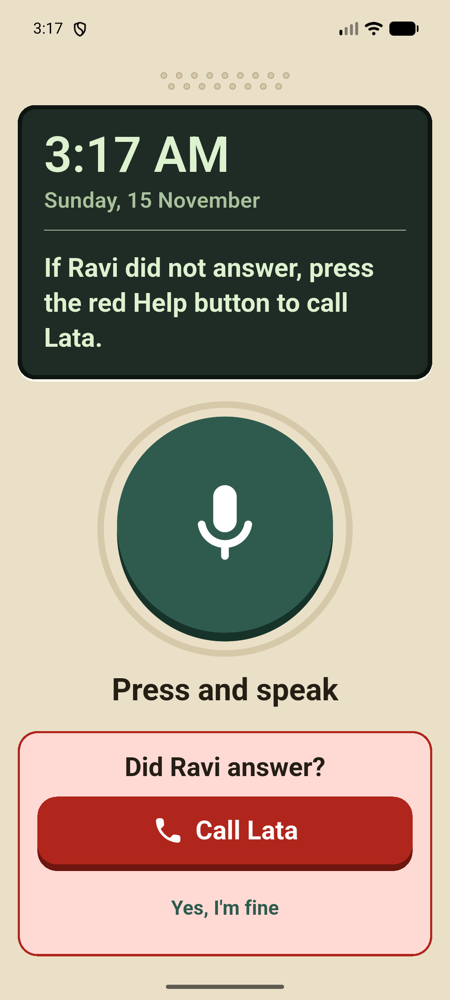 3:17
3:17 AM
Sunday, 15 November
If Ravi did not answer, press
the red Help button to call
Lata.
Press and speak
Did Ravi answer?
Call Lata
Yes, I'm fine